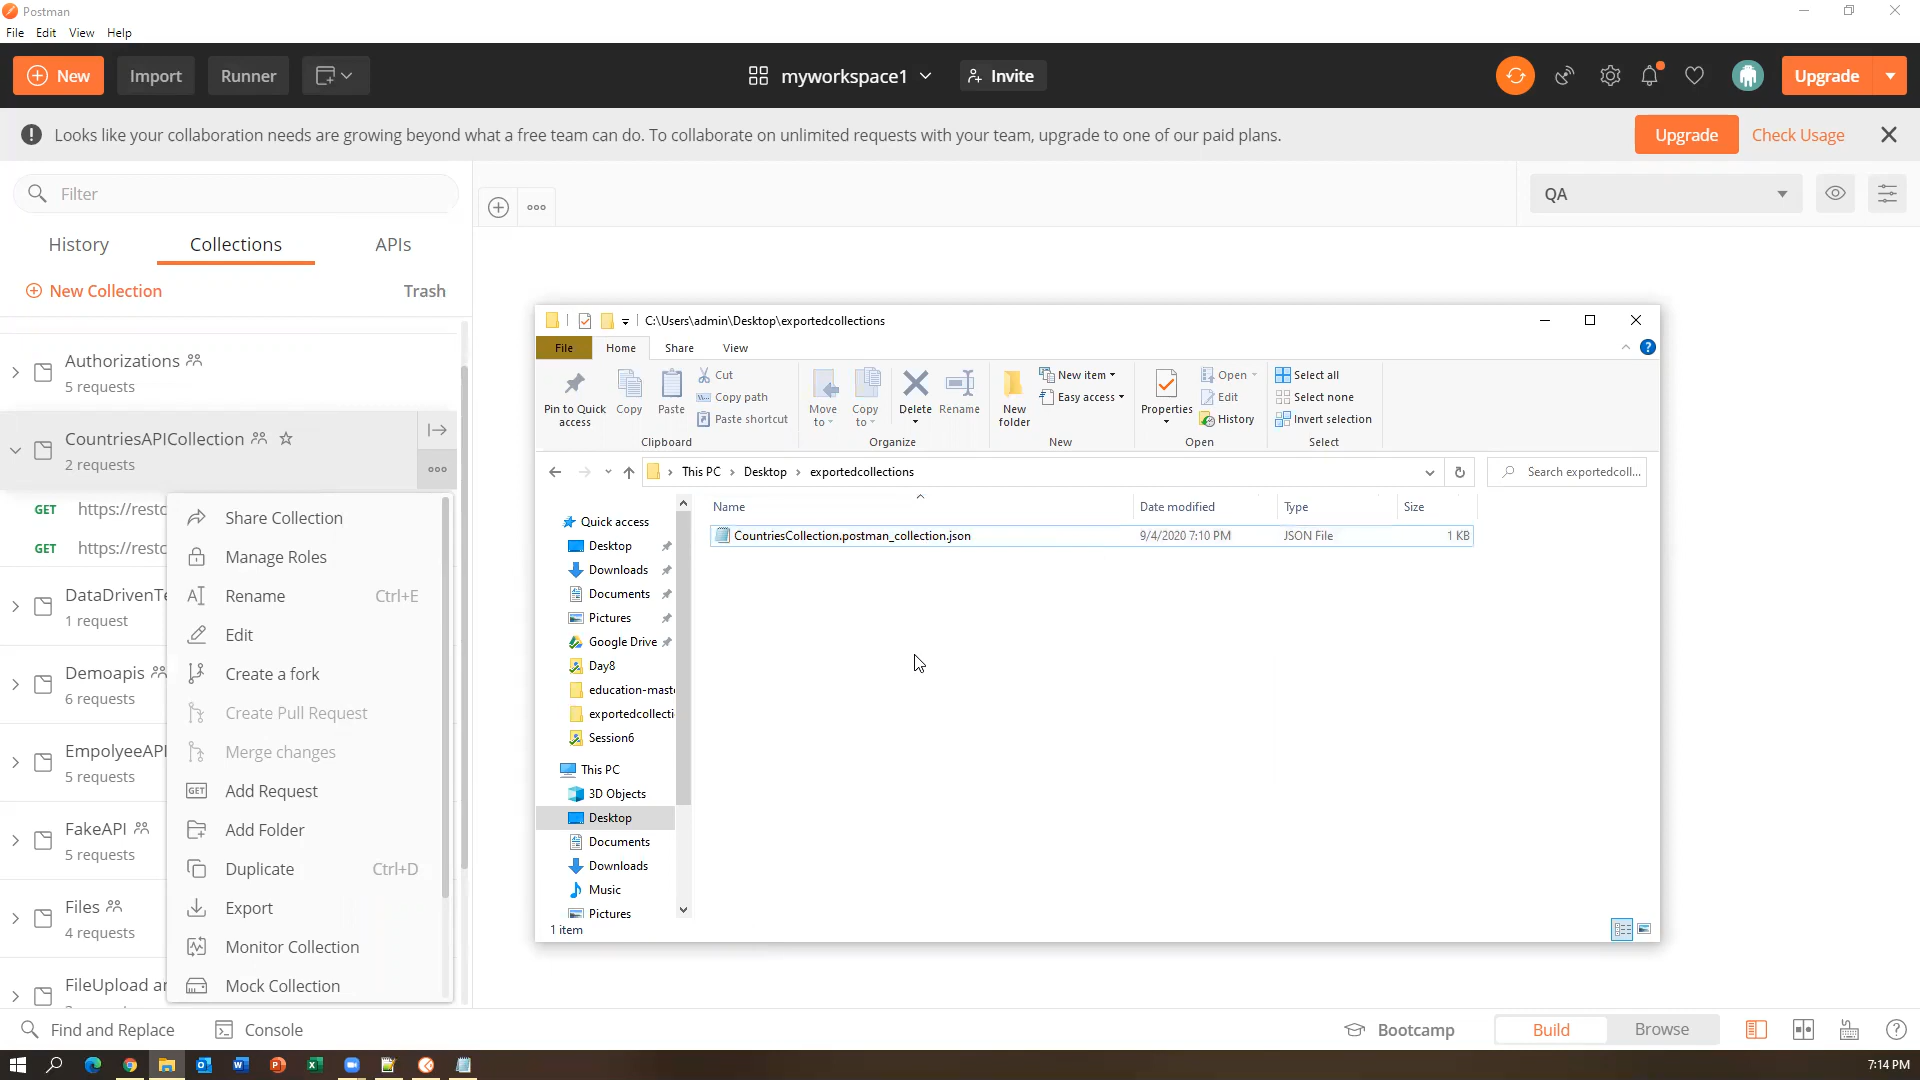 Postman
File Edit View Help
New Import Runner myworkspace1 Invite Upgrade
Looks like your collaboration needs are growing beyond what a free team can do. To collaborate on unlimited requests with your team, upgrade to one of our paid plans. Upgrade Check Usage
Filter
QA
History Collections APIs
New Collection Trash
Authorizations
5 requests
CountriesAPICollection
2 requests
GET https://restc
GET https://restc
DataDrivenTe
1 request
Demoapis
6 requests
EmpolyeeAPI
5 requests
FakeAPI
5 requests
Files
4 requests
FileUpload an
Share Collection
Manage Roles
Rename Ctrl+E
Edit
Create a fork
Create Pull Request
Merge changes
GET Add Request
Add Folder
Duplicate Ctrl+D
Export
Monitor Collection
Mock Collection
C:\Users\admin\Desktop\exportedcollections
File Home Share View
Pin to Quick access
Copy
Paste
Cut
Copy path
Paste shortcut
Clipboard
Move to
Copy to
Delete
Rename
Organize
New folder
New item
Easy access
New
Properties
Open
Edit
History
Open
Select all
Select none
Invert selection
Select
This PC Desktop exportedcollections
Search exportedcoll...
Name Date modified Type Size
CountriesCollection.postman_collection.json 9/4/2020 7:10 PM JSON File 1 KB
Quick access
Desktop
Downloads
Documents
Pictures
Google Drive
Day8
education-maste
exportedcollecti
Session6
This PC
3D Objects
Desktop
Documents
Downloads
Music
Pictures
1 item
Find and Replace Console Bootcamp Build Browse
7:14 PM